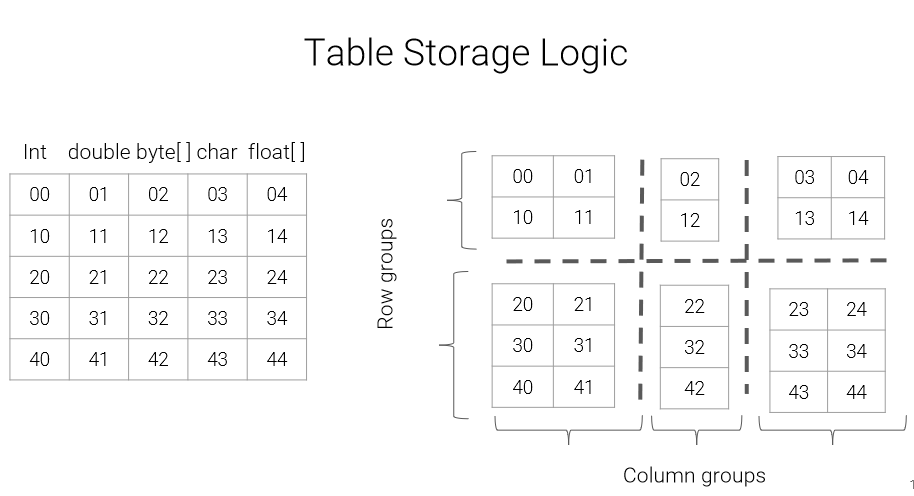 Table Storage Logic
Int double byte[ ] char float[ ]
00 01 02 03 04
10 11 12 13 14
20 21 22 23 24
30 31 32 33 34
40 41 42 43 44
Row groups
00 01 02 03 04
10 11 12 13 14
20 21 22 23 24
30 31 32 33 34
40 41 42 43 44
Column groups
1